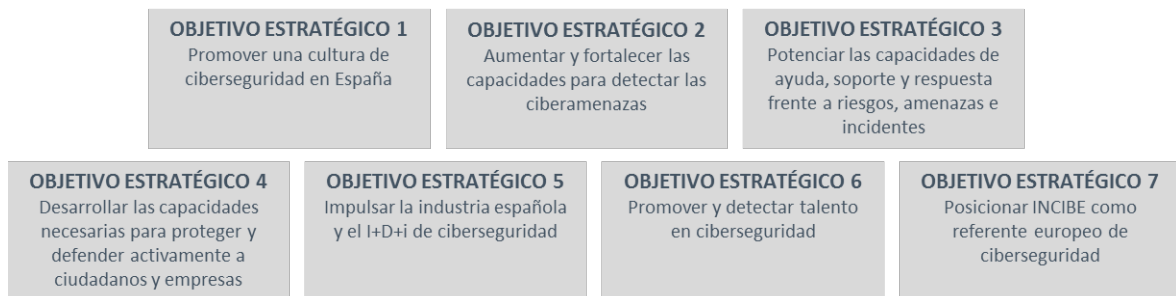 OBJETIVO ESTRATÉGICO 1
Promover una cultura de
ciberseguridad en España
OBJETIVO ESTRATÉGICO 2
Aumentar y fortalecer las
capacidades para detectar las
ciberamenazas
OBJETIVO ESTRATÉGICO 3
Potenciar las capacidades de
ayuda, soporte y respuesta
frente a riesgos, amenazas e
incidentes
OBJETIVO ESTRATÉGICO 4
Desarrollar las capacidades
necesarias para proteger y
defender activamente a
ciudadanos y empresas
OBJETIVO ESTRATÉGICO 5
Impulsar la industria española
y el I+D+i de ciberseguridad
OBJETIVO ESTRATÉGICO 6
Promover y detectar talento
en ciberseguridad
OBJETIVO ESTRATÉGICO 7
Posicionar INCIBE como
referente europeo de
ciberseguridad